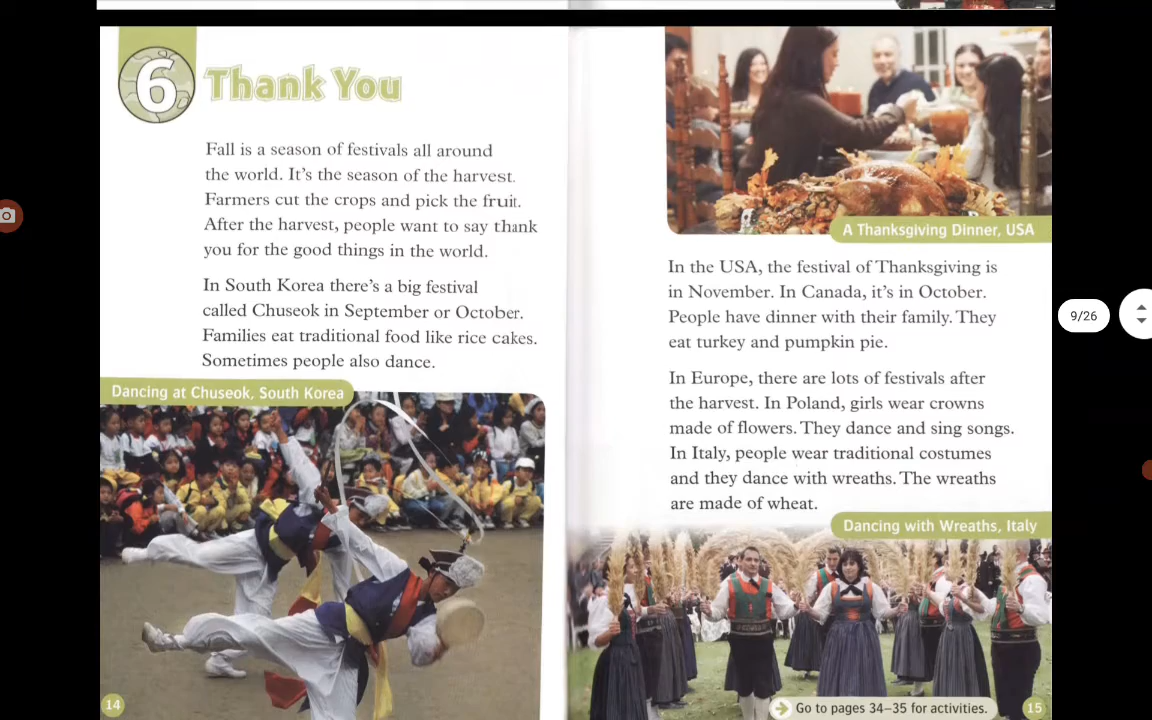 6 Thank You
Fall is a season of festivals all around
the world. It's the season of the harvest.
Farmers cut the crops and pick the fruit.
After the harvest, people want to say thank
you for the good things in the world.
In South Korea there's a big festival
called Chuseok in September or October.
Families eat traditional food like rice cakes.
Sometimes people also dance.
Dancing at Chuseok, South Korea
14
A Thanksgiving Dinner, USA
In the USA, the festival of Thanksgiving is
in November. In Canada, it's in October.
People have dinner with their family. They
eat turkey and pumpkin pie.
In Europe, there are lots of festivals after
the harvest. In Poland, girls wear crowns
made of flowers. They dance and sing songs.
In Italy, people wear traditional costumes
and they dance with wreaths. The wreaths
are made of wheat.
Dancing with Wreaths, Italy
Go to pages 34–35 for activities.
15
9/26